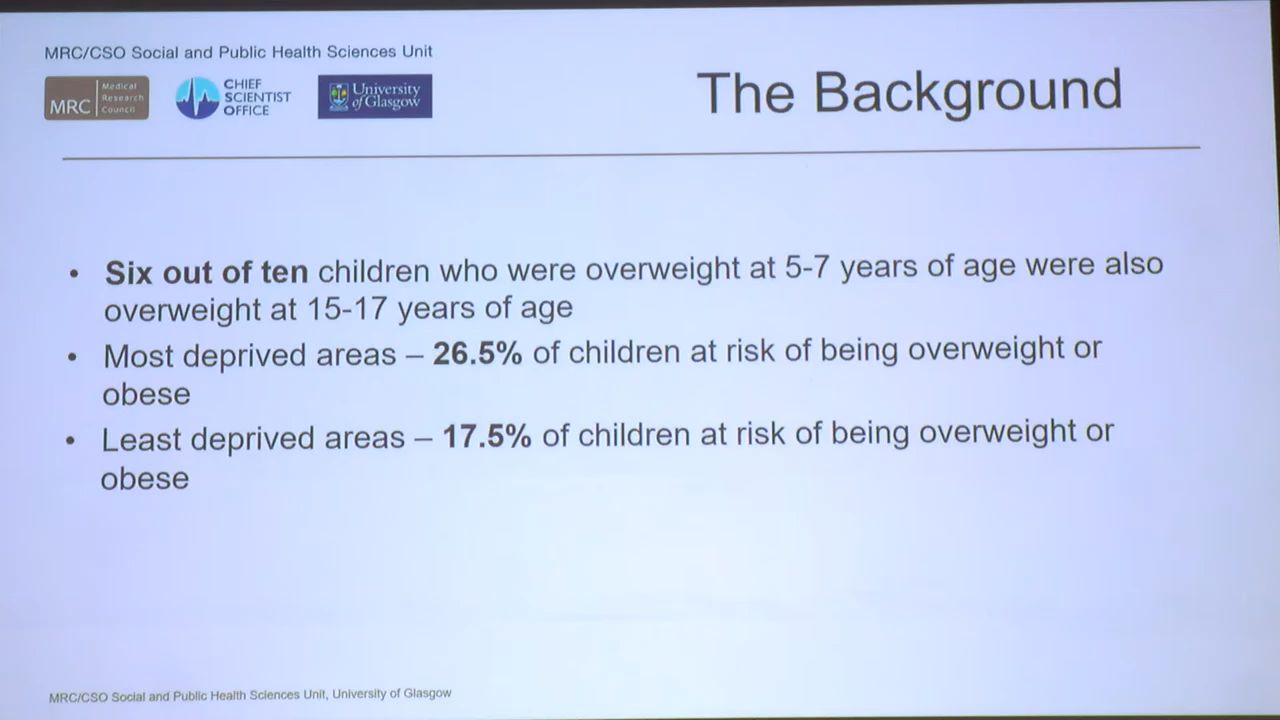 MRC/CSO Social and Public Health Sciences Unit
MRC
Medical
Research
Council
CHIEF
SCIENTIST
OFFICE
University
of Glasgow
The Background
• Six out of ten children who were overweight at 5-7 years of age were also
overweight at 15-17 years of age
• Most deprived areas – 26.5% of children at risk of being overweight or
obese
• Least deprived areas – 17.5% of children at risk of being overweight or
obese
MRC/CSO Social and Public Health Sciences Unit, University of Glasgow